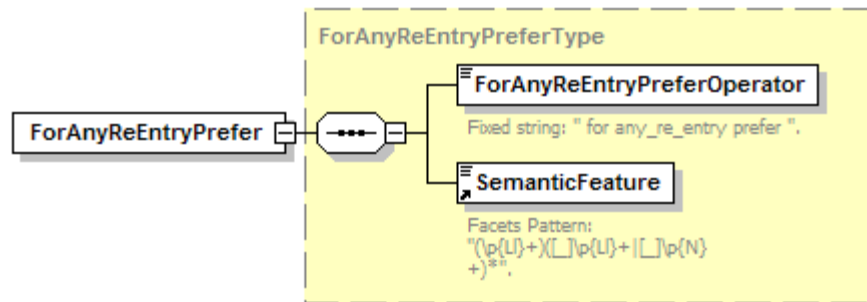 ForAnyReEntryPreferType
ForAnyReEntryPreferOperator
Fixed string: " for any_re_entry prefer ".
ForAnyReEntryPrefer
SemanticFeature
Facets Pattern:
"(\p{Ll}+)([_]\p{Ll}+|[_]\p{N}
+)*".